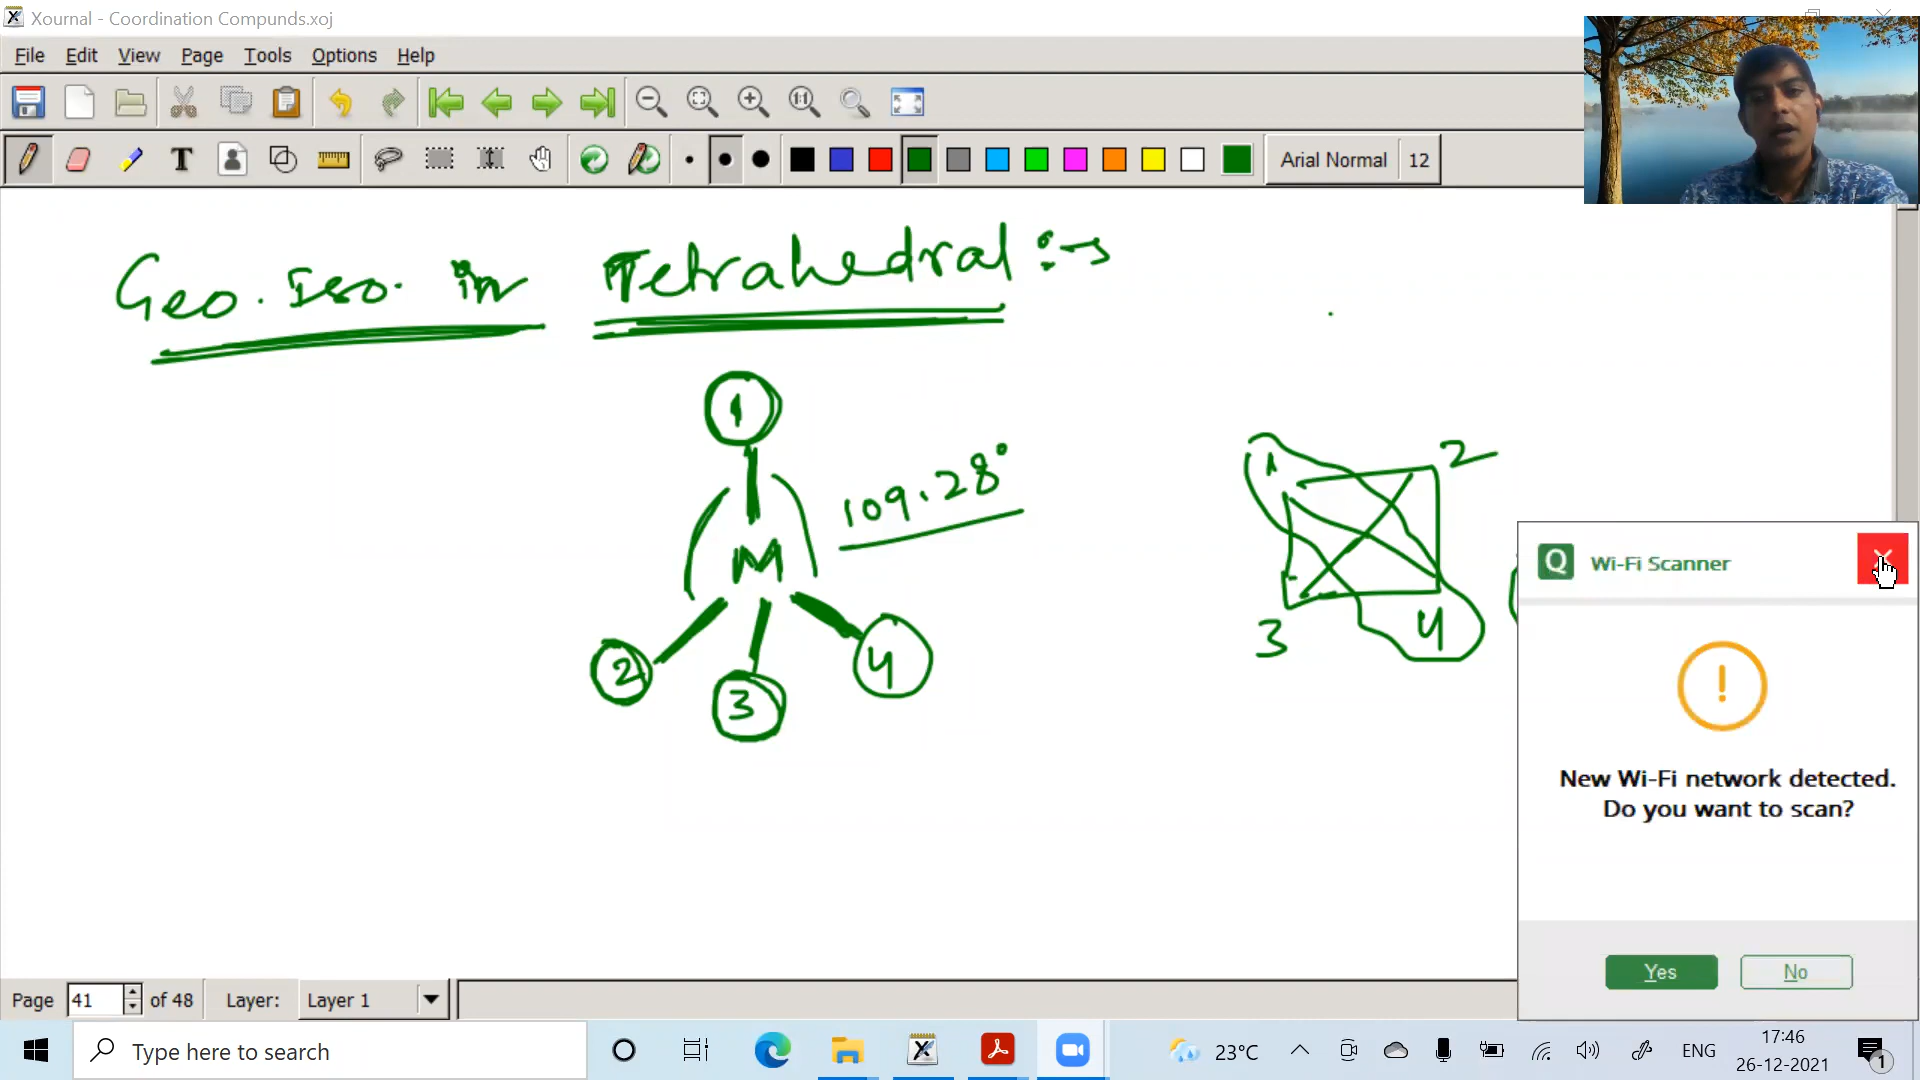 Xournal - Coordination Compunds.xoj
File Edit View Page Tools Options Help
Arial Normal 12
Geo. Iso. in Tetrahedral :→
1
109.28°
M
2
3
4
1
2
3
4
Wi-Fi Scanner
New Wi-Fi network detected.
Do you want to scan?
Yes No
Page 41 of 48 Layer: Layer 1
Type here to search
23°C
ENG
17:46
26-12-2021
1